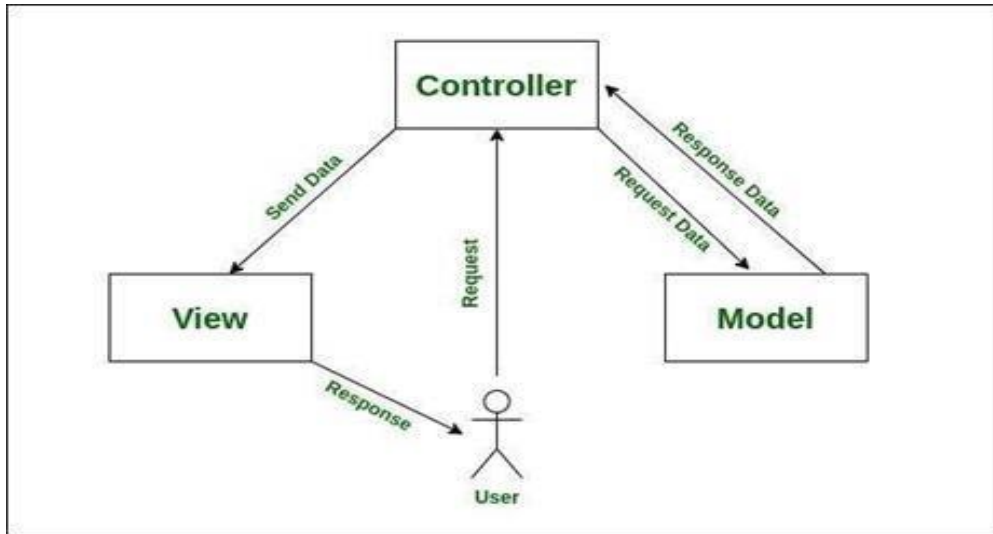 Controller
Send Data
Request
Request Data
Response Data
View
Model
Response
User